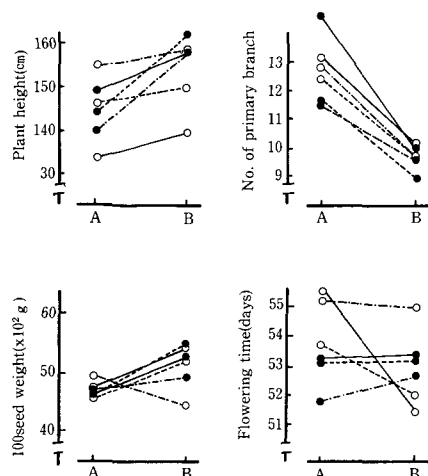 Plant height(cm)
160
150
140
30
A B
No. of primary branch
13
12
11
10
9
A B
100seed weight(x10² g)
60
50
40
A B
Flowering time(days)
55
54
53
52
51
A B